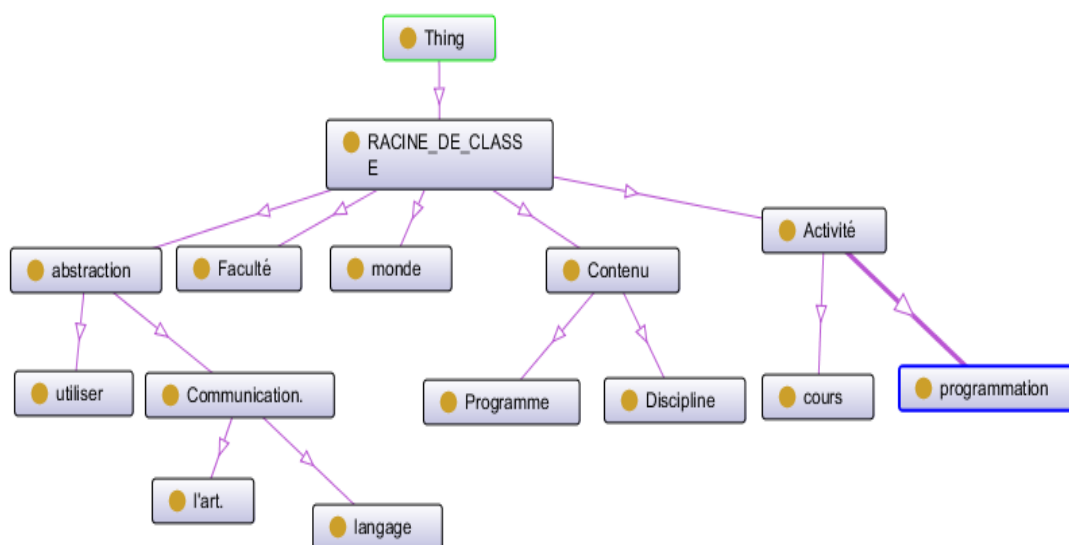 Thing
RACINE_DE_CLASS
E
Activité
abstraction
Faculté
monde
Contenu
utiliser
Communication.
Programme
Discipline
cours
programmation
l'art.
langage